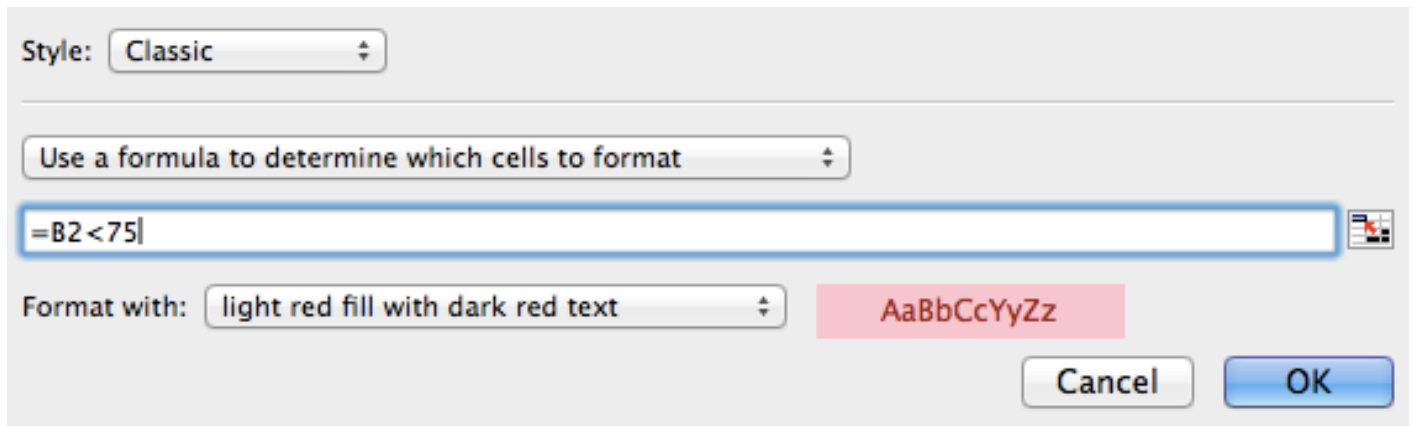 Style: Classic
Use a formula to determine which cells to format
=B2<75
Format with: light red fill with dark red text AaBbCcYyZz
Cancel OK